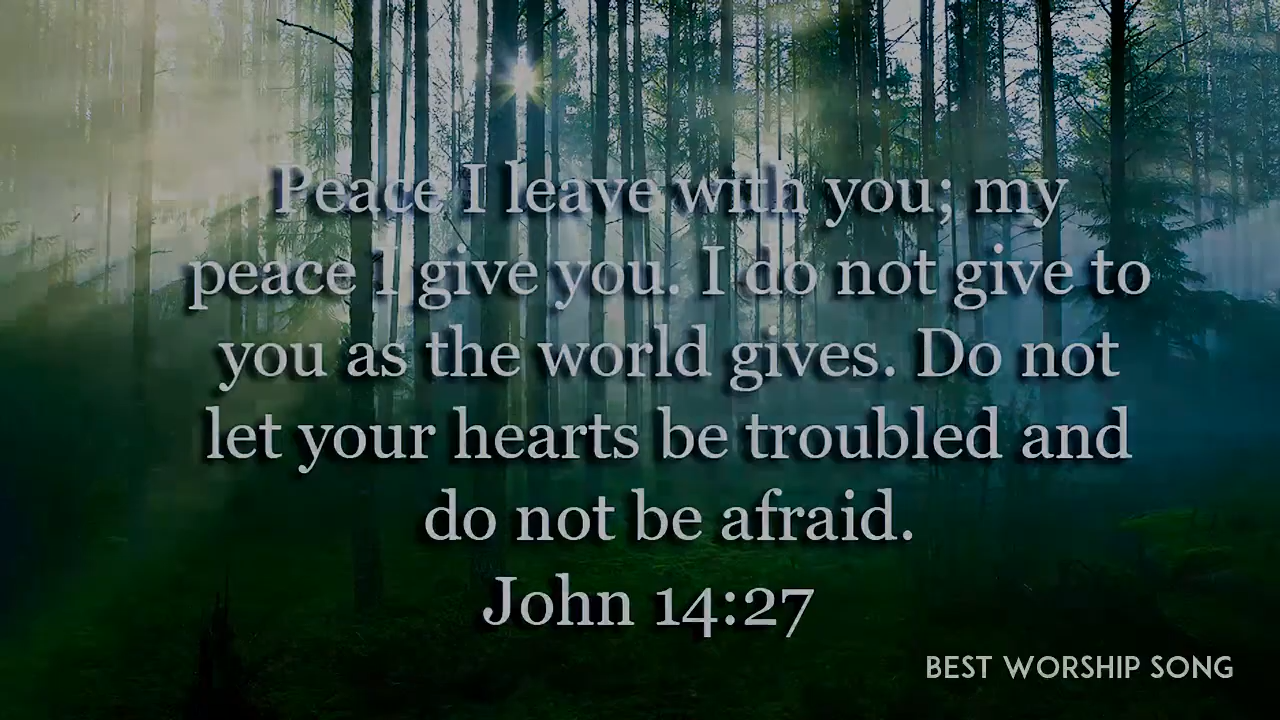 Peace I leave with you; my
peace I give you. I do not give to
you as the world gives. Do not
let your hearts be troubled and
do not be afraid.
John 14:27
BEST WORSHIP SONG